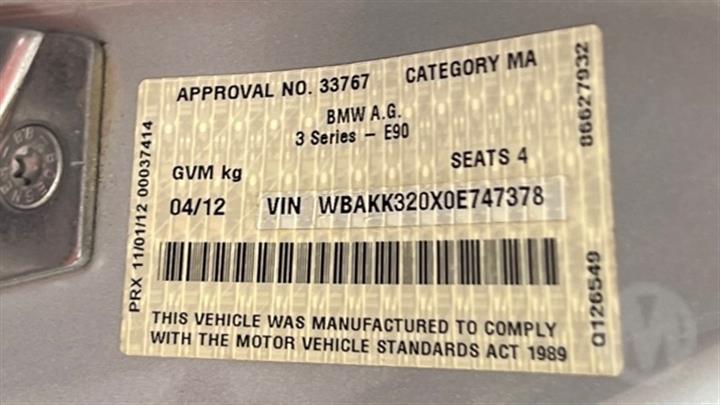 APPROVAL NO. 33767 CATEGORY MA
BMW A.G.
3 Series - E90
GVM kg SEATS 4
04/12 VIN WBAKK320X0E747378
THIS VEHICLE WAS MANUFACTURED TO COMPLY
WITH THE MOTOR VEHICLE STANDARDS ACT 1989
PRX 11/01/12 00037414
86627932
Q126549